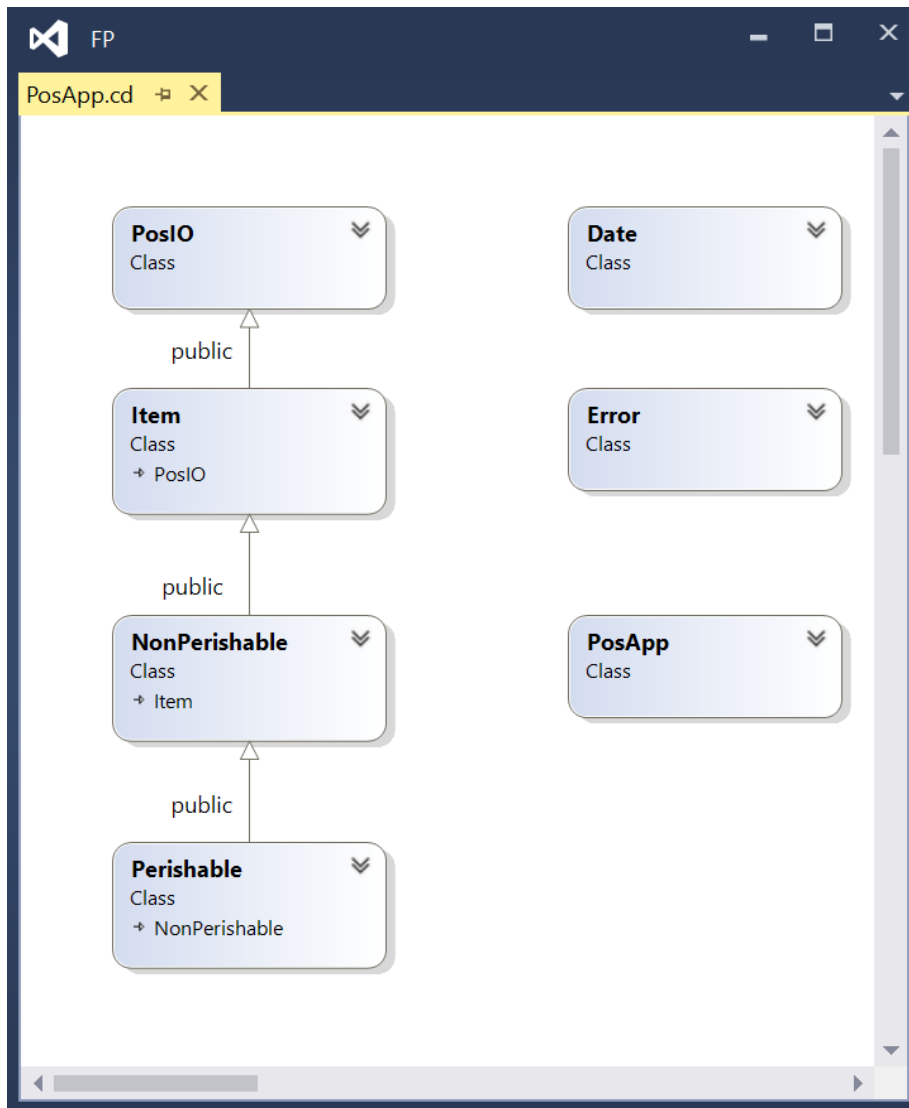 FP
PosApp.cd
PosIO
Class
public
Item
Class
PosIO
public
NonPerishable
Class
Item
public
Perishable
Class
NonPerishable
Date
Class
Error
Class
PosApp
Class